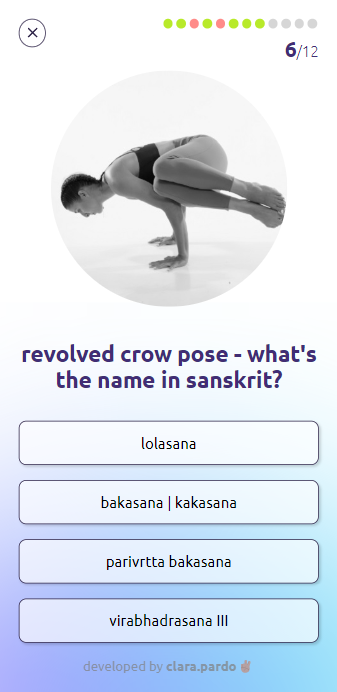 6/12
revolved crow pose - what's
the name in sanskrit?
lolasana
bakasana | kakasana
parivrtta bakasana
virabhadrasana III
developed by clara.pardo ✌🏽